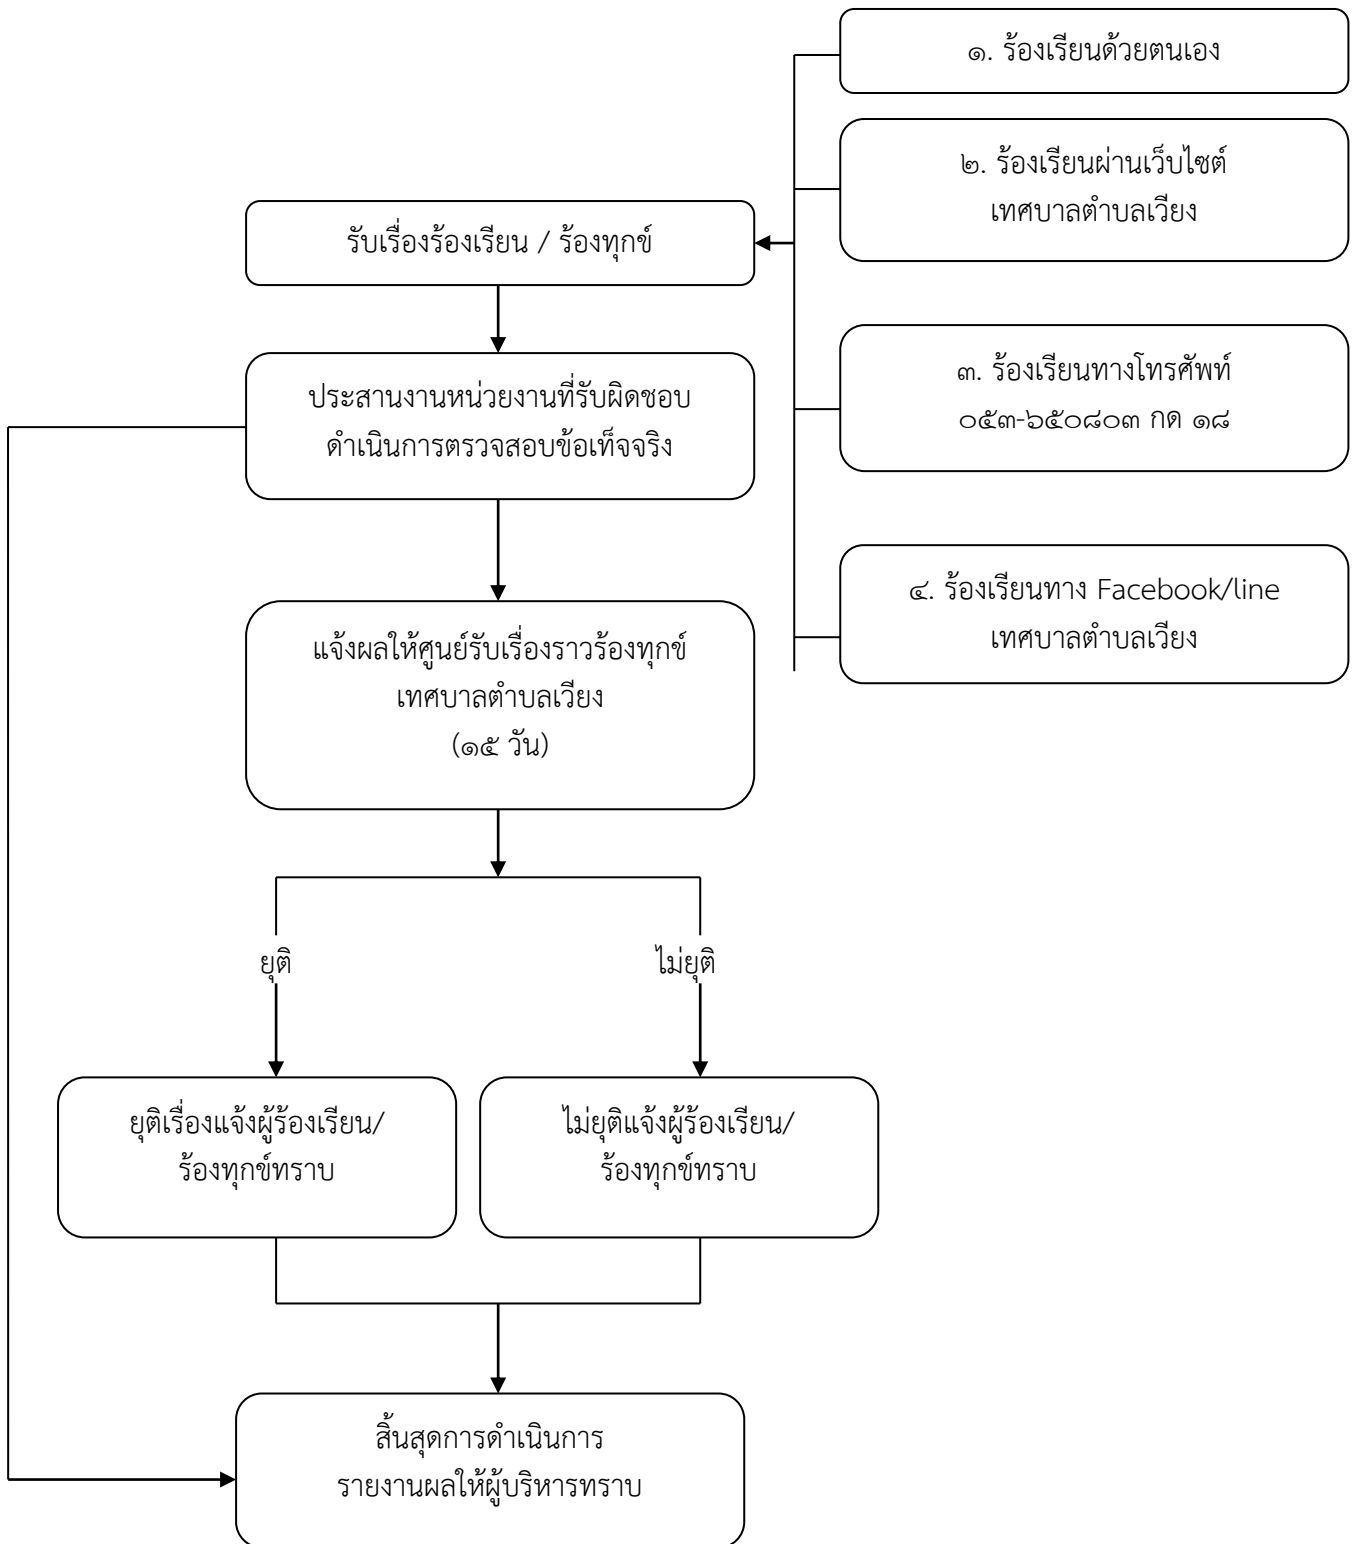 ๑. ร้องเรียนด้วยตนเอง
๒. ร้องเรียนผ่านเว็บไซต์
เทศบาลตำบลเวียง
รับเรื่องร้องเรียน / ร้องทุกข์
๓. ร้องเรียนทางโทรศัพท์
๐๕๓-๖๕๐๘๐๓ กด ๑๘
ประสานงานหน่วยงานที่รับผิดชอบ
ดำเนินการตรวจสอบข้อเท็จจริง
๔. ร้องเรียนทาง Facebook/line
เทศบาลตำบลเวียง
แจ้งผลให้ศูนย์รับเรื่องราวร้องทุกข์
เทศบาลตำบลเวียง
(๑๕ วัน)
ยุติ
ไม่ยุติ
ยุติเรื่องแจ้งผู้ร้องเรียน/
ร้องทุกข์ทราบ
ไม่ยุติแจ้งผู้ร้องเรียน/
ร้องทุกข์ทราบ
สิ้นสุดการดำเนินการ
รายงานผลให้ผู้บริหารทราบ